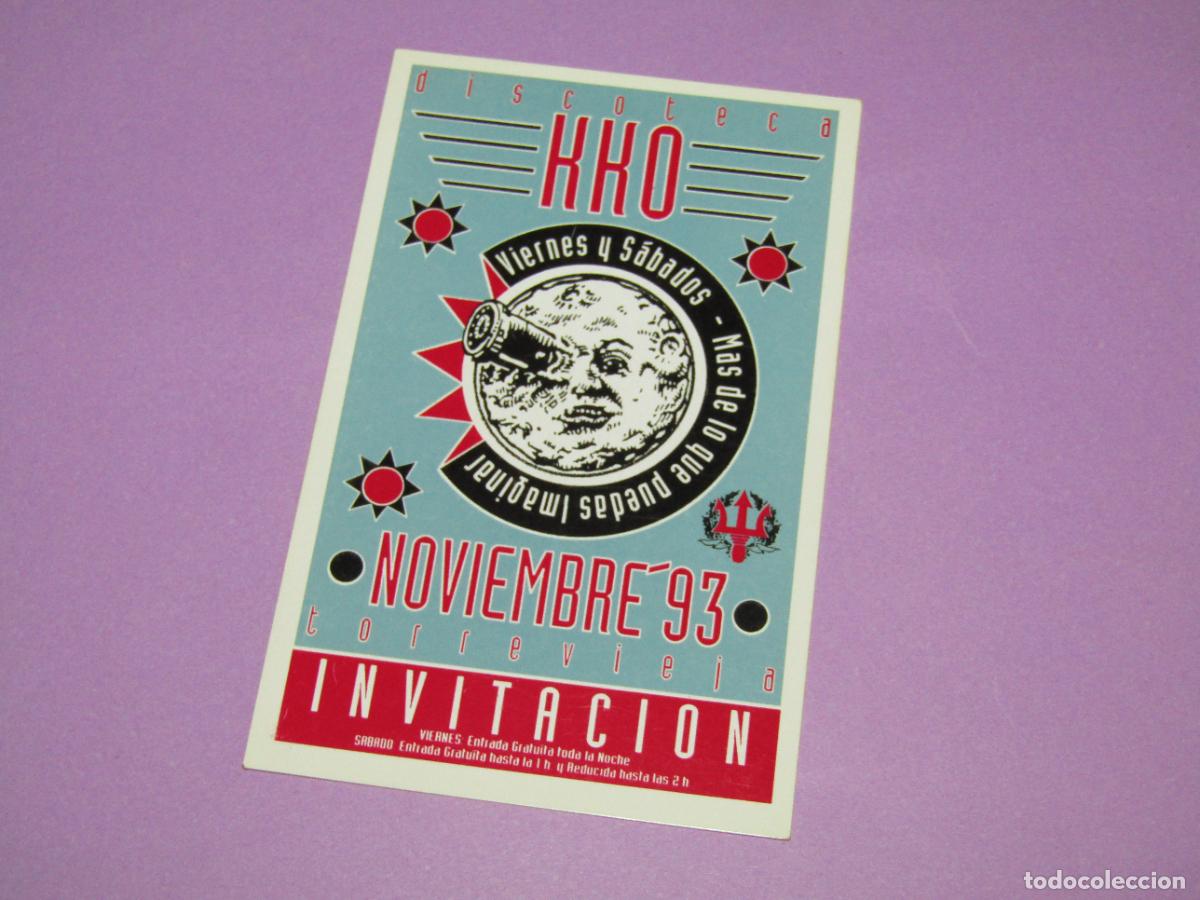 discoteca
KKO
Viernes y Sábados - Mas de lo que puedas Imaginar
NOVIEMBRE´93
torrevieja
INVITACION
VIERNES Entrada Gratuita toda la Noche
SABADO Entrada Gratuita hasta la 1 h y Reducida hasta las 2 h
todocoleccion